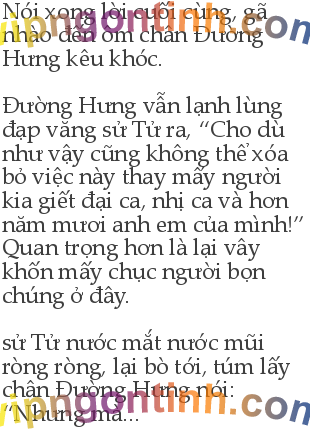 Nói xong lời cuối cùng, gã
nhào đến ôm chân Đường
Hưng kêu khóc.
Đường Hưng vẫn lạnh lùng
đạp văng sử Tử ra, “Cho dù
như vậy cũng không thể xóa
bỏ việc này thay mấy người
kia giết đại ca, nhị ca và hơn
năm mươi anh em của mình!”
Quan trọng hơn là lại vây
khốn mấy chục người bọn
chúng ở đây.
sử Tử nước mắt nước mũi
ròng ròng, lại bò tới, túm lấy
chân Đường Hưng nói:
“Nhưng mà...
vipngontinh.com
vipngontinh.com